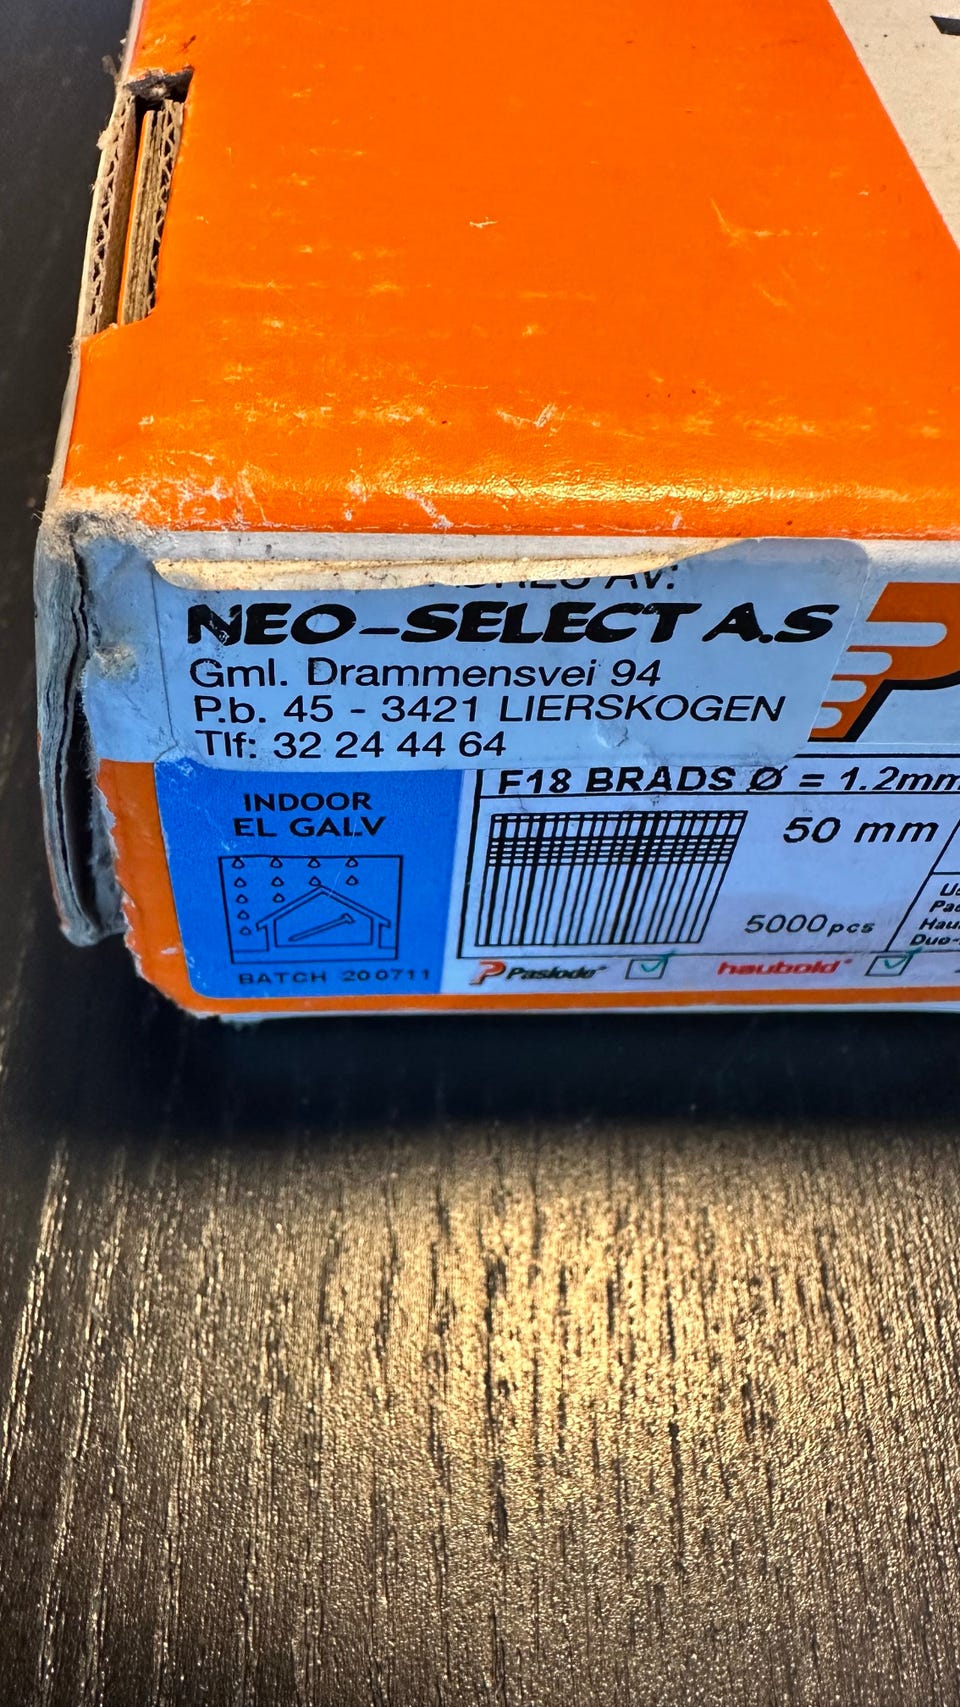 AV:
NEO-SELECT A.S
Gml. Drammensvei 94
P.b. 45 - 3421 LIERSKOGEN
Tlf: 32 24 44 64
INDOOR
EL GALV
BATCH 200711
F18 BRADS Ø = 1.2mm
50 mm
5000pcs
Paslode®
haubold®